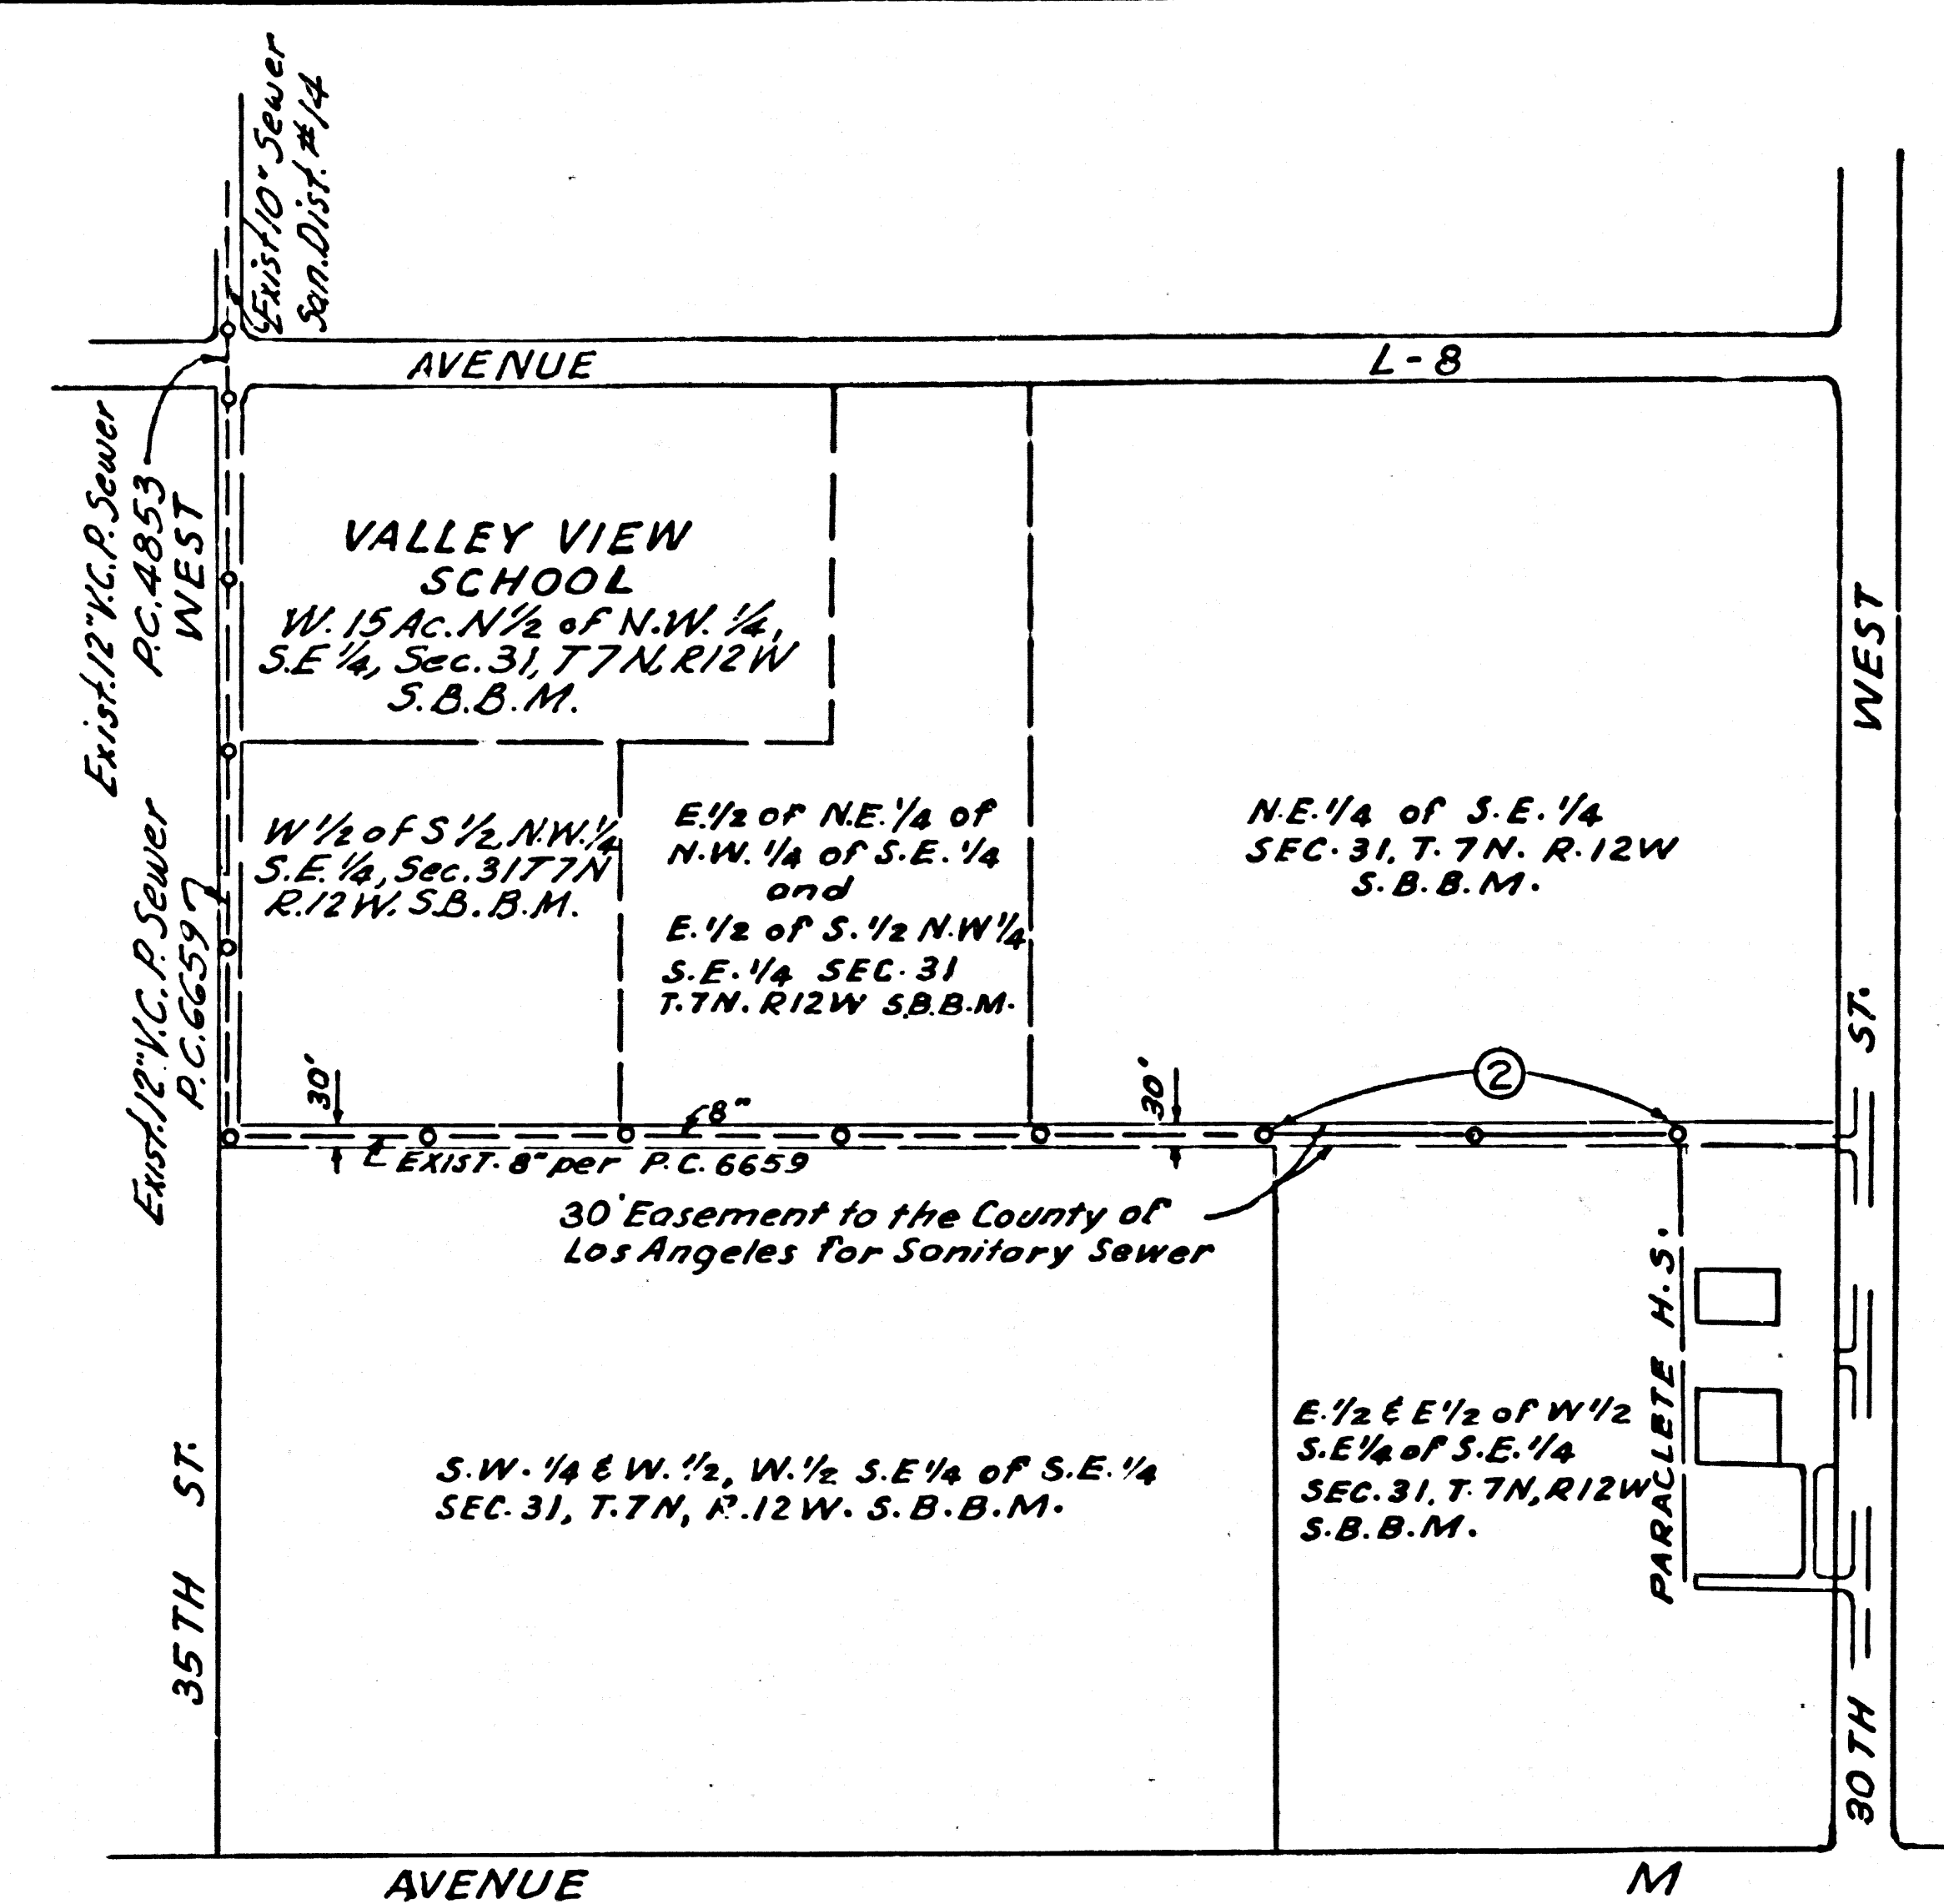 Exist.10" Sewer
San.Dist.#14
AVENUE L-8
Exist.12"V.C.P.Sewer
P.C.4853
WEST
VALLEY VIEW
SCHOOL
W. 15 Ac. N½ of N.W. ¼,
S.E ¼, Sec. 31, T 7 N, R12W
S.B.B.M.
WEST
W ½ of S ½, N.W. ¼
S.E. ¼, Sec. 31 T7N
R.12W. S.B.B.M.
E.½ of N.E.¼ of
N.W. ¼ of S.E. ¼
and
E.½ of S.½ N.W ¼
S.E.¼ SEC. 31
T.7N. R12W S.B.B.M.
N.E.¼ of S.E.¼
SEC. 31, T. 7N. R.12W
S.B.B.M.
Exist.12"V.C.P.Sewer
P.C.6659
ST.
30'
8"
30'
2
EXIST. 8" per P.C. 6659
30' Easement to the County of
Los Angeles for Sanitary Sewer
PARACLETE H.S.
S.W. ¼ & W.½, W.½ S.E ¼ of S.E.¼
SEC. 31, T.7N, R.12W. S.B.B.M.
E.½ & E½ of W½
S.E¼ of S.E.¼
SEC. 31, T. 7N, R12W
S.B.B.M.
35TH ST.
30TH
AVENUE M